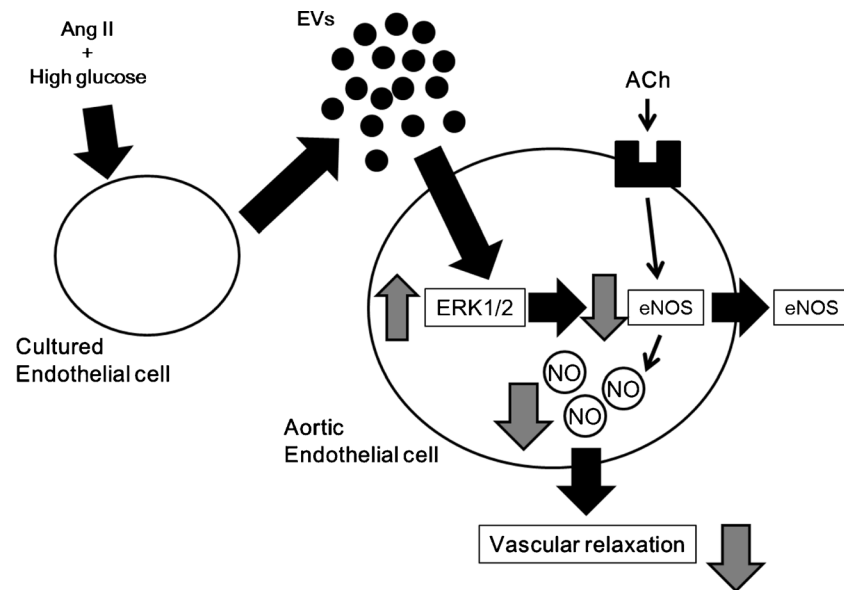 Ang II
+
High glucose
EVs
ACh
ERK1/2
eNOS
eNOS
NO
NO
NO
Cultured
Endothelial cell
Aortic
Endothelial cell
Vascular relaxation